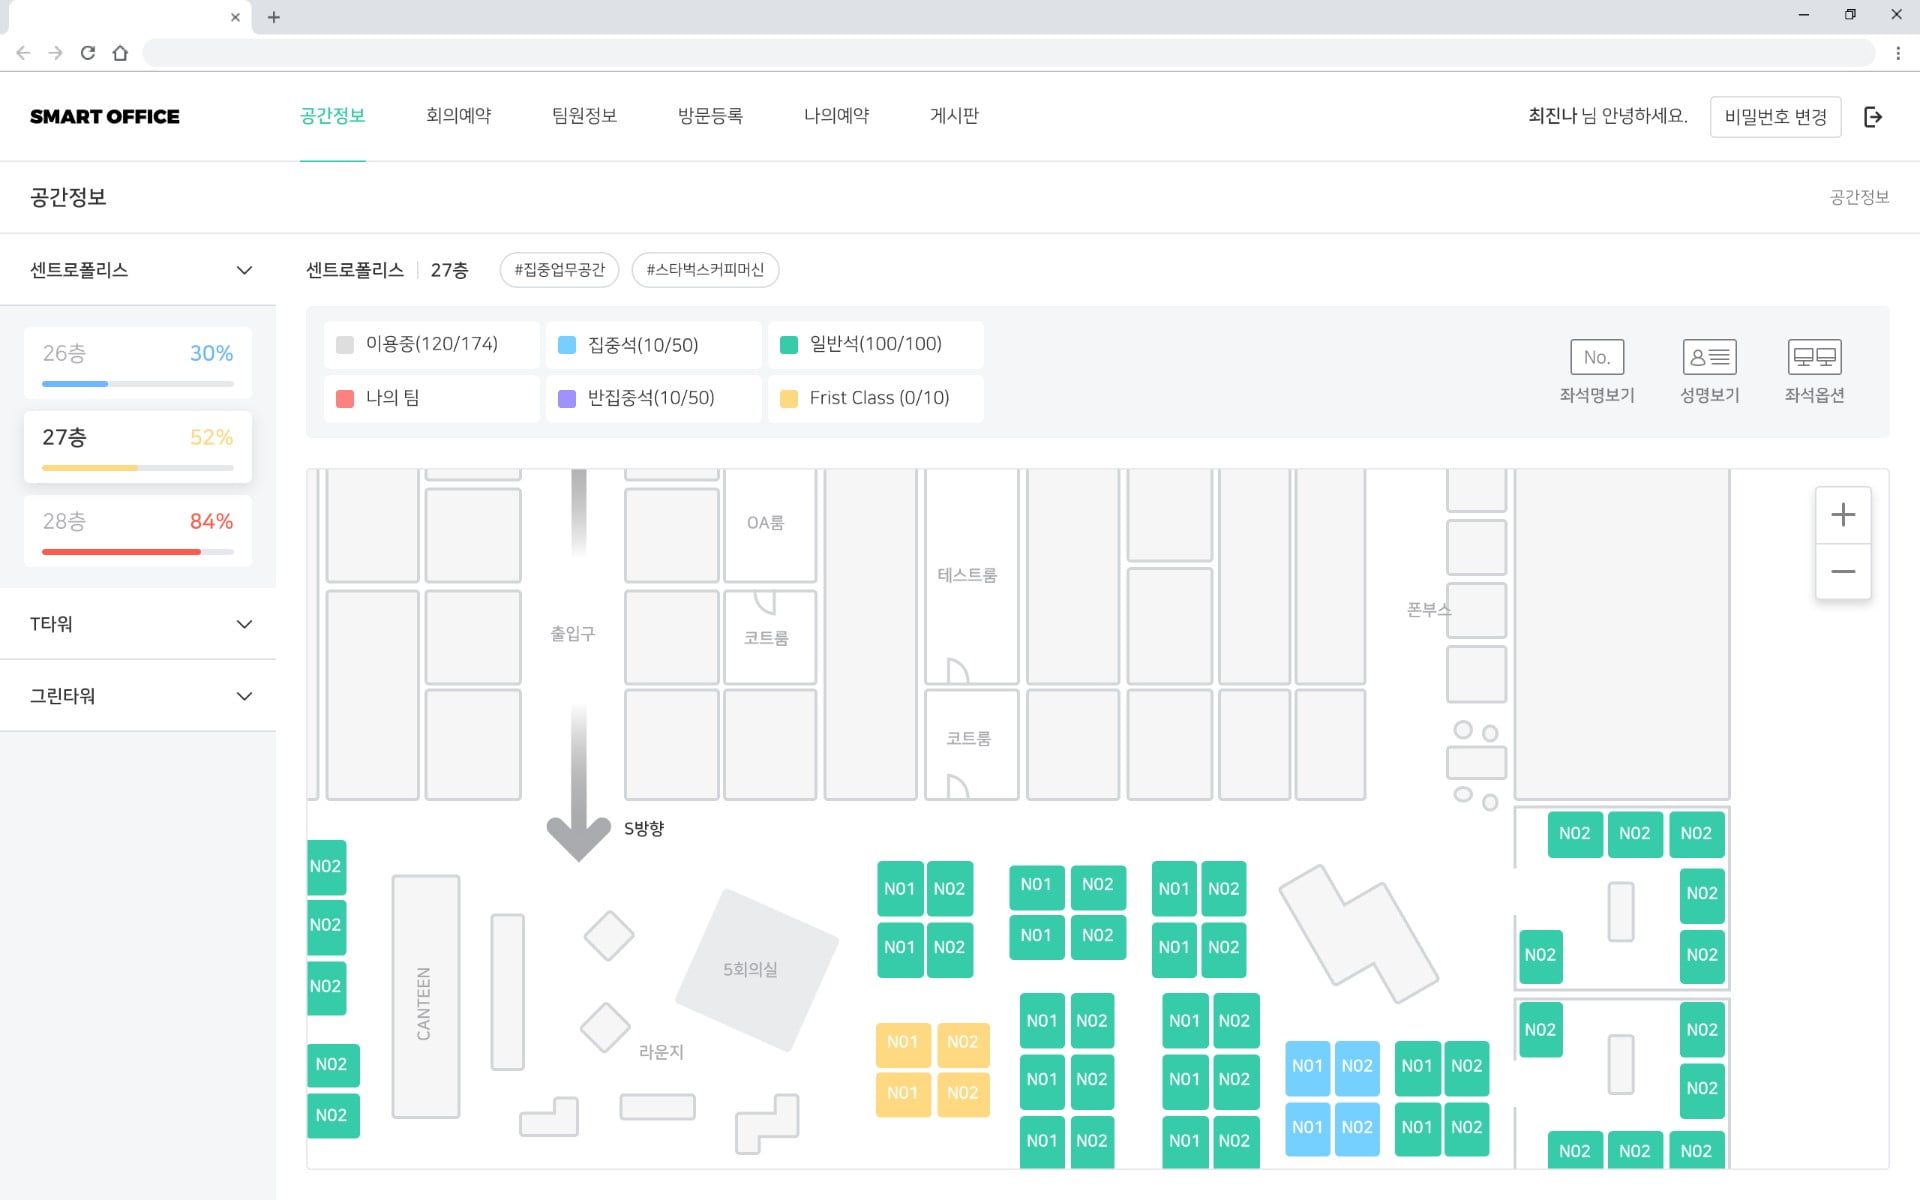 SMART OFFICE
공간정보 회의예약 팀원정보 방문등록 나의예약 게시판
최진나 님 안녕하세요. 비밀번호 변경
공간정보
공간정보
센트로폴리스
26층 30%
27층 52%
28층 84%
T타워
그린타워
센트로폴리스 27층 #집중업무공간 #스타벅스커피머신
이용중(120/174) 집중석(10/50) 일반석(100/100)
나의 팀 반집중석(10/50) Frist Class (0/10)
No.
좌석명보기 성명보기 좌석옵션
OA룸
테스트룸
폰부스
출입구
코트룸
코트룸
S방향
N02 N02 N02
N02
N01 N02 N01 N02 N01 N02
N02
N02
N01 N02 N01 N02 N01 N02
N02 N02
5회의실
N02
CANTEEN
N01 N02 N01 N02
N02 N02
N01 N02
라운지
N02
N01 N02 N01 N02
N01 N02 N01 N02
N02
N01 N02
N01 N02 N01 N02
N02
N01 N02 N01 N02
N02 N02 N02